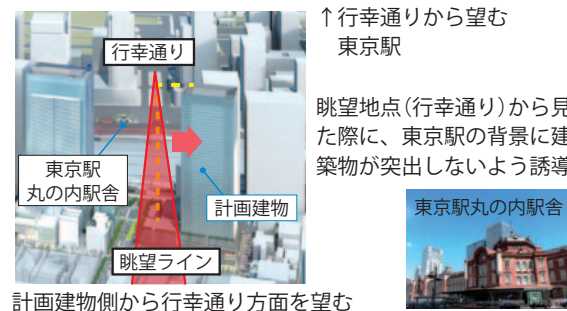 行幸通り
東京駅
丸の内駅舎
計画建物
眺望ライン
計画建物側から行幸通り方面を望む
↑行幸通りから望む
東京駅
眺望地点(行幸通り)から見
た際に、東京駅の背景に建
築物が突出しないよう誘導
東京駅丸の内駅舎